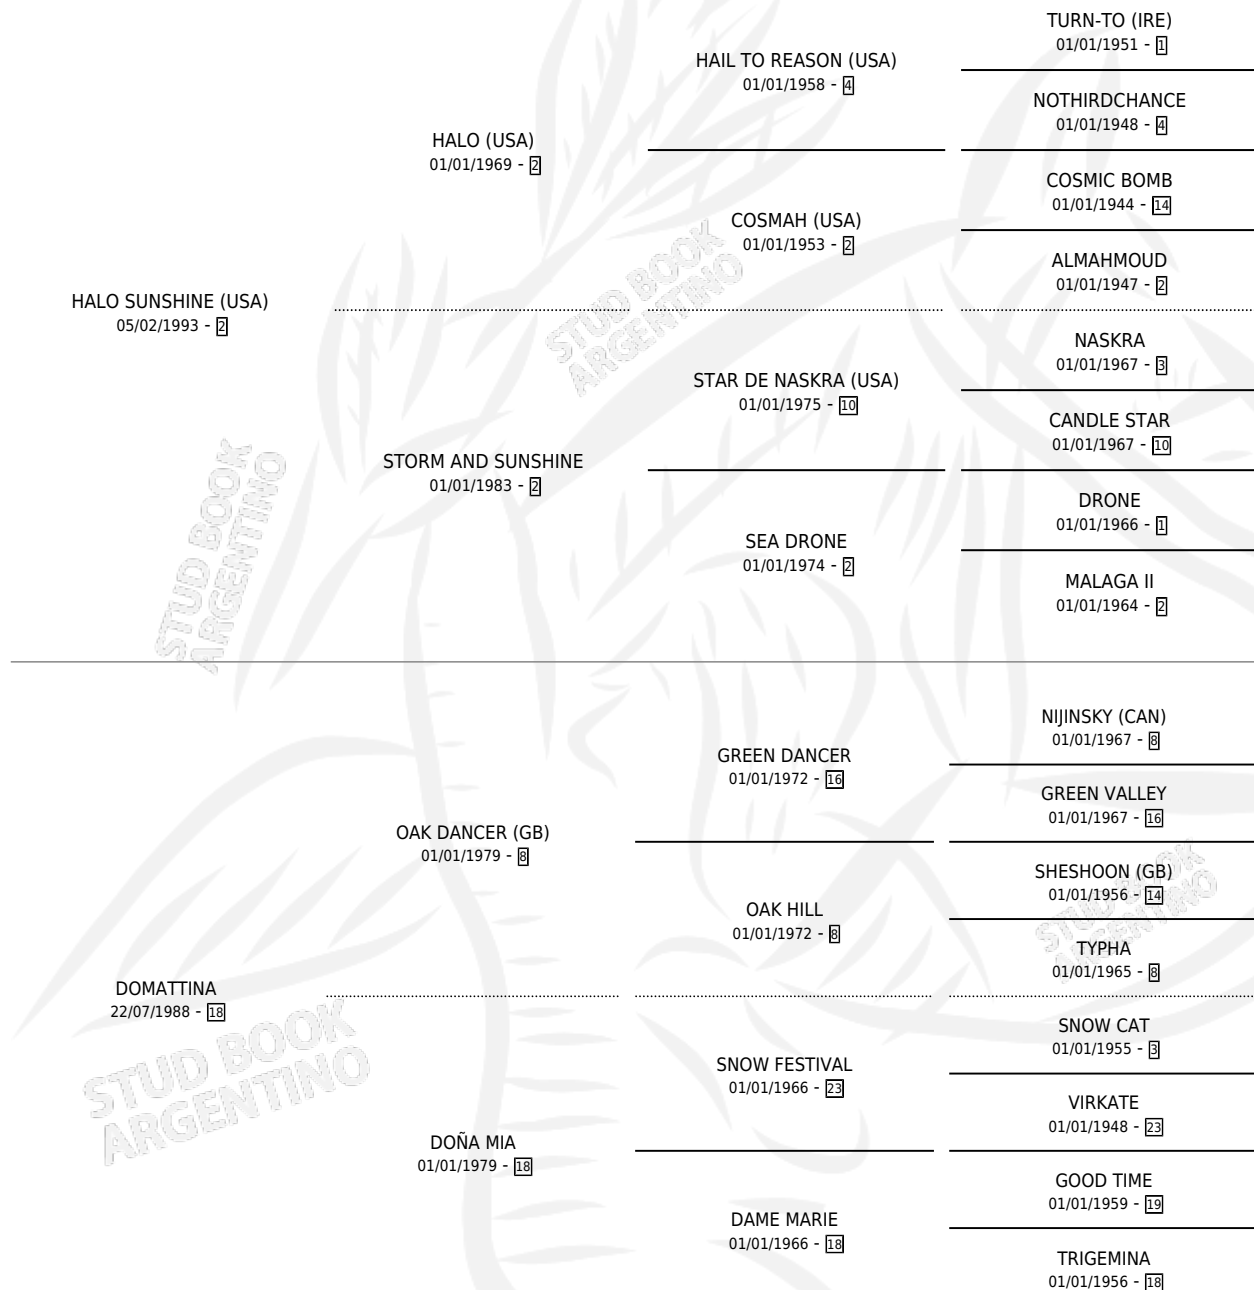 TURN-TO (IRE)
01/01/1951 - 1
HAIL TO REASON (USA)
01/01/1958 - 4
NOTHIRDCHANCE
01/01/1948 - 4
HALO (USA)
01/01/1969 - 2
COSMIC BOMB
01/01/1944 - 14
COSMAH (USA)
01/01/1953 - 2
ALMAHMOUD
01/01/1947 - 2
HALO SUNSHINE (USA)
05/02/1993 - 2
NASKRA
01/01/1967 - 3
STAR DE NASKRA (USA)
01/01/1975 - 10
CANDLE STAR
01/01/1967 - 10
STORM AND SUNSHINE
01/01/1983 - 2
DRONE
01/01/1966 - 1
SEA DRONE
01/01/1974 - 2
MALAGA II
01/01/1964 - 2
NIJINSKY (CAN)
01/01/1967 - 8
GREEN DANCER
01/01/1972 - 16
GREEN VALLEY
01/01/1967 - 16
OAK DANCER (GB)
01/01/1979 - 8
SHESHOON (GB)
01/01/1956 - 14
OAK HILL
01/01/1972 - 8
TYPHA
01/01/1965 - 8
DOMATTINA
22/07/1988 - 18
SNOW CAT
01/01/1955 - 3
SNOW FESTIVAL
01/01/1966 - 23
VIRKATE
01/01/1948 - 23
DOÑA MIA
01/01/1979 - 18
GOOD TIME
01/01/1959 - 19
DAME MARIE
01/01/1966 - 18
TRIGEMINA
01/01/1956 - 18
STUD BOOK
ARGENTINO
STUD BOOK
ARGENTINO
STUD BOOK
ARGENTINO
STUD BOOK
ARGENTINO